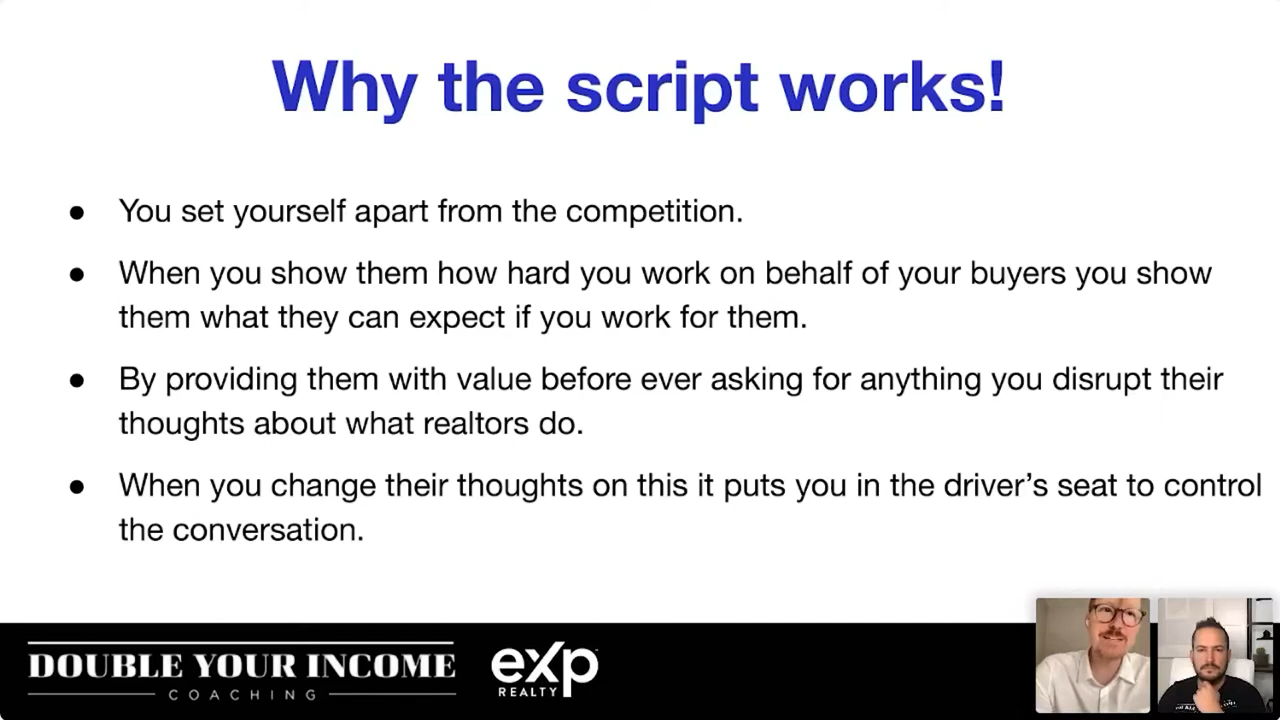 Why the script works!
● You set yourself apart from the competition.
● When you show them how hard you work on behalf of your buyers you show
them what they can expect if you work for them.
● By providing them with value before ever asking for anything you disrupt their
thoughts about what realtors do.
● When you change their thoughts on this it puts you in the driver’s seat to control
the conversation.
DOUBLE YOUR INCOME
COACHING
eXp
REALTY